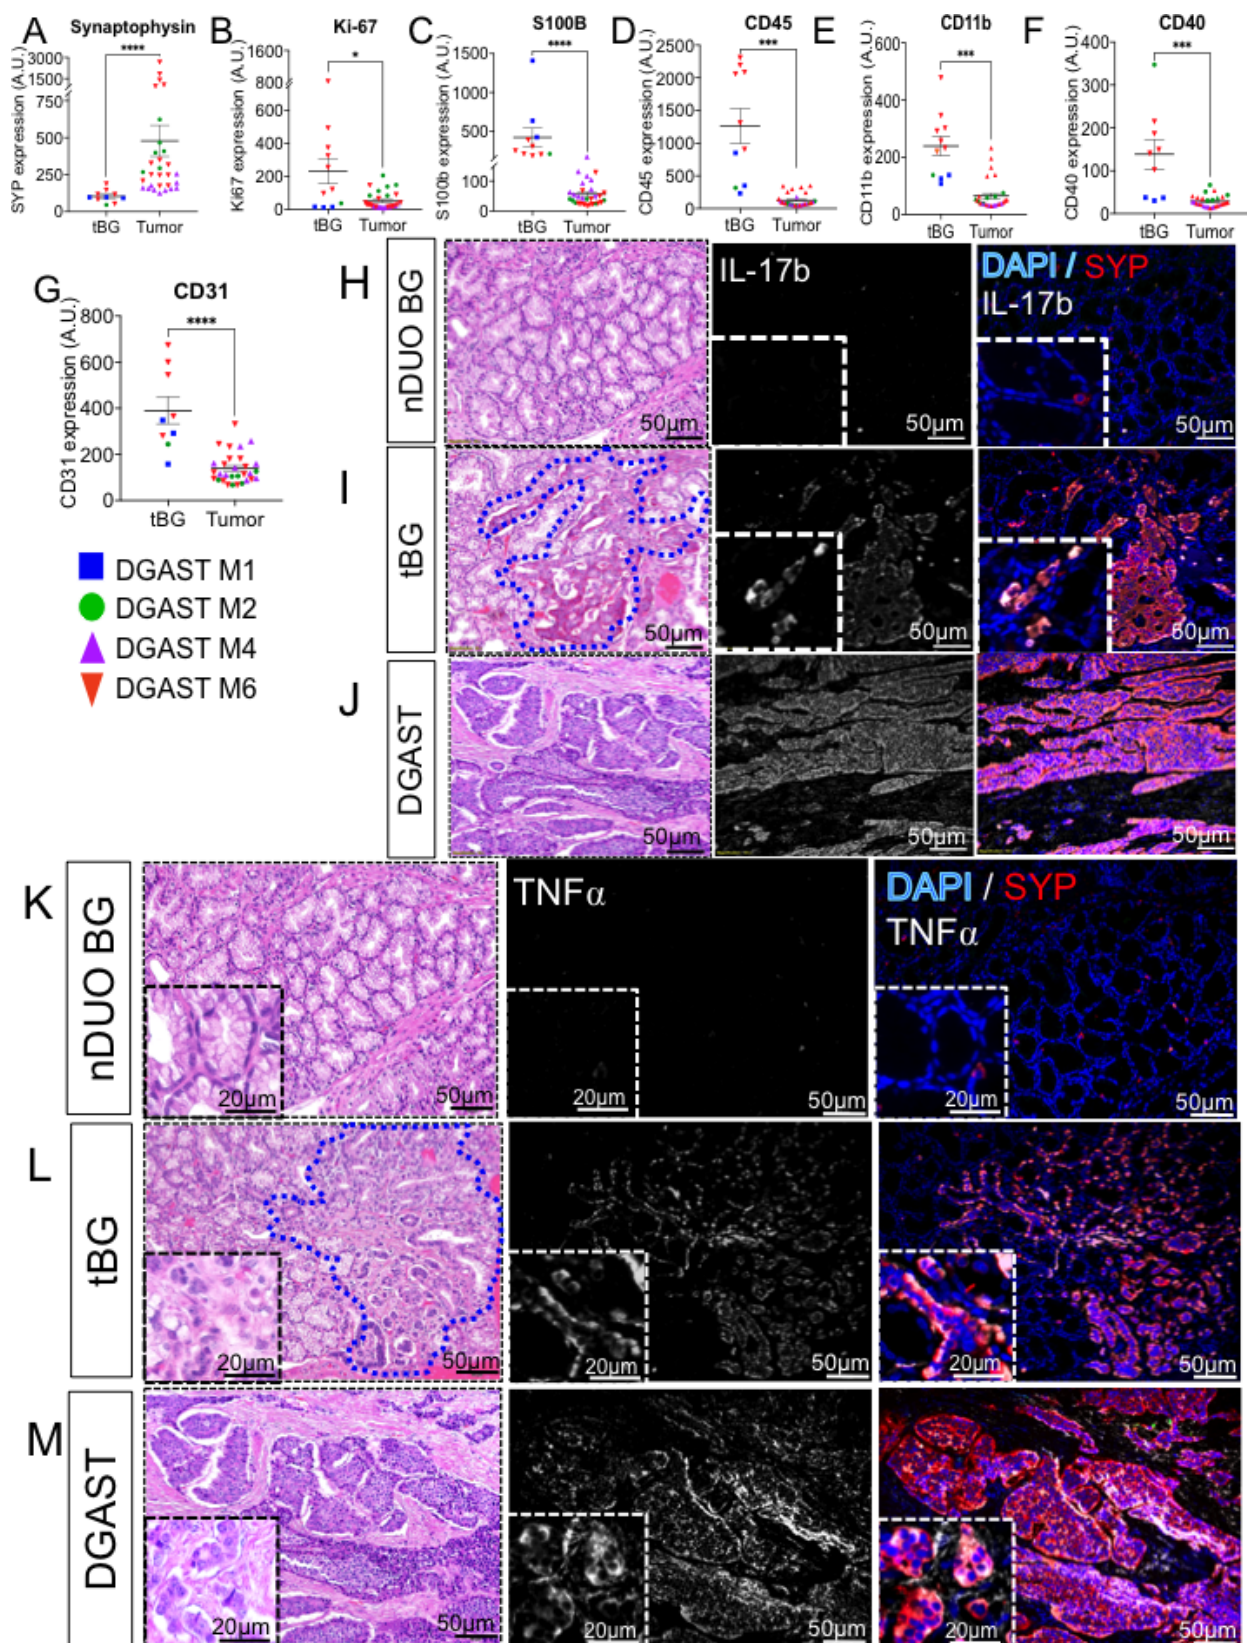 A
Synaptophysin
****
SYP expression (A.U.)
3000
1500
750
500
250
0
tBG Tumor
B
Ki-67
*
Ki67 expression (A.U.)
1600
800
600
400
200
0
tBG Tumor
C
S100B
****
S100b expression (A.U.)
1500
1000
500
100
0
tBG Tumor
D
CD45
***
CD45 expression (A.U.)
2500
2000
1500
1000
500
0
tBG Tumor
E
CD11b
***
CD11b expression (A.U.)
600
400
200
0
tBG Tumor
F
CD40
***
CD40 expression (A.U.)
400
300
200
100
0
tBG Tumor
G
CD31
****
CD31 expression (A.U.)
800
600
400
200
0
tBG Tumor
DGAST M1
DGAST M2
DGAST M4
DGAST M6
H
nDUO BG
50μm
IL-17b
50μm
DAPI / SYP
IL-17b
50μm
I
tBG
50μm
50μm
50μm
J
DGAST
50μm
50μm
50μm
K
nDUO BG
20μm
50μm
TNFα
20μm
50μm
DAPI / SYP
TNFα
20μm
50μm
L
tBG
20μm
50μm
20μm
50μm
20μm
50μm
M
DGAST
20μm
50μm
20μm
50μm
20μm
50μm